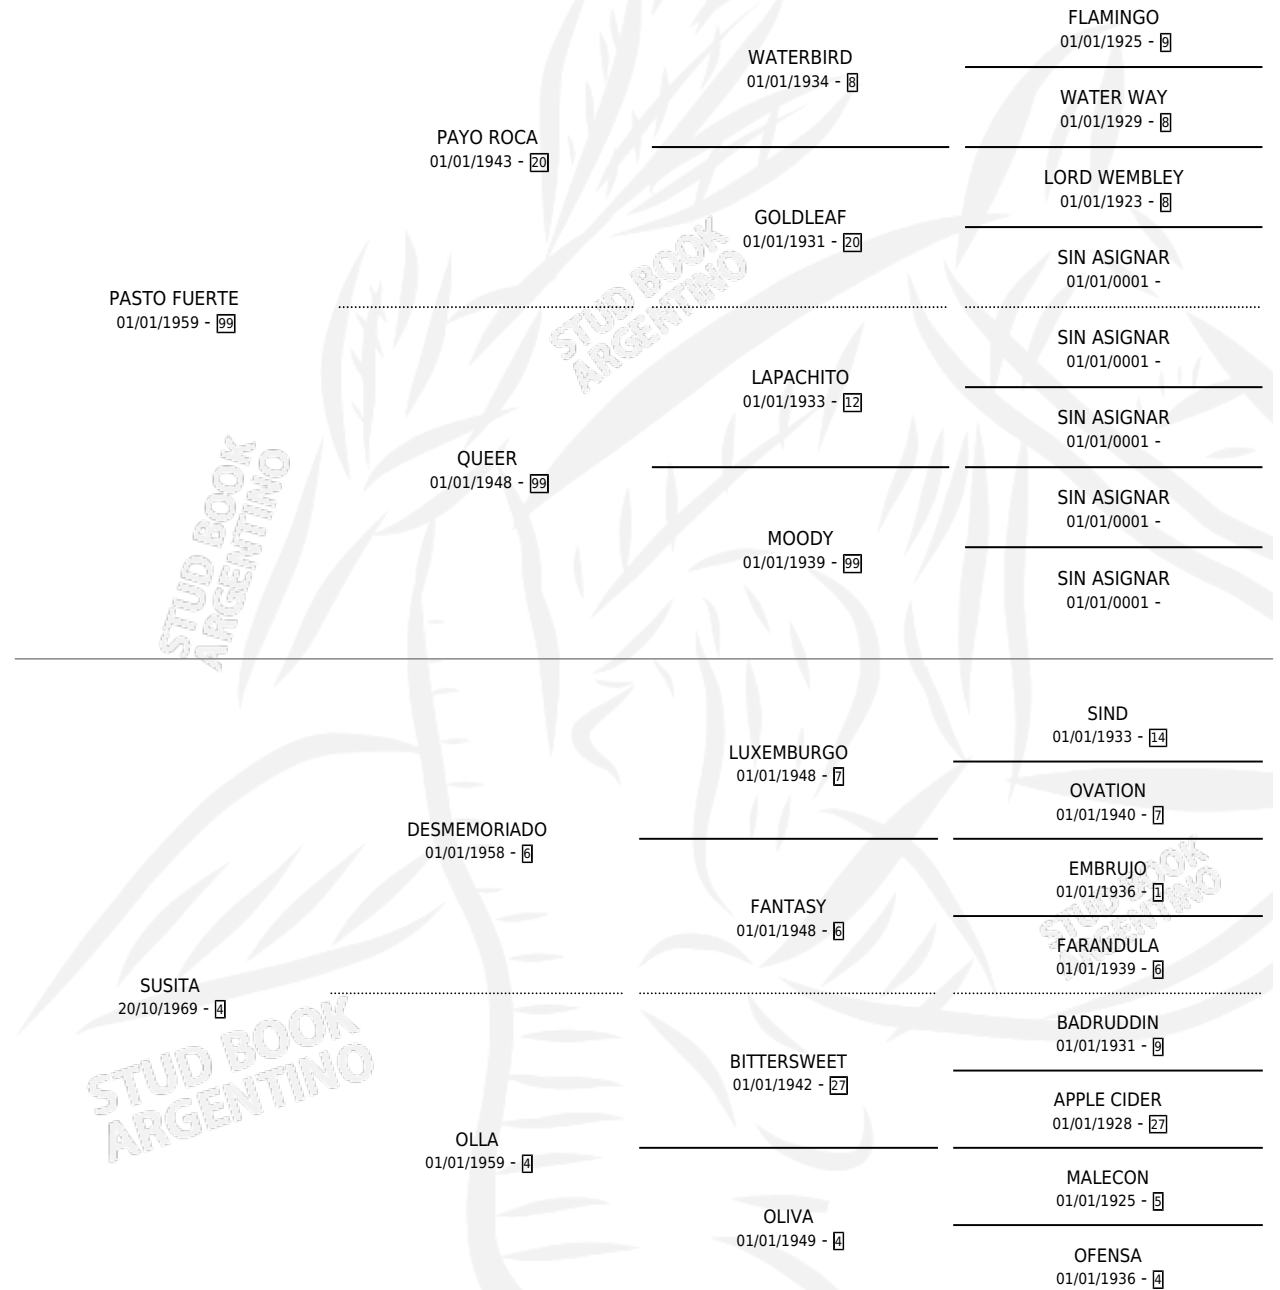 FLAMINGO
01/01/1925 - 9
WATERBIRD
01/01/1934 - 8
WATER WAY
01/01/1929 - 8
PAYO ROCA
01/01/1943 - 20
LORD WEMBLEY
01/01/1923 - 8
GOLDLEAF
01/01/1931 - 20
SIN ASIGNAR
01/01/0001 -
STUD BOOK
ARGENTINO
PASTO FUERTE
01/01/1959 - 99
SIN ASIGNAR
01/01/0001 -
LAPACHITO
01/01/1933 - 12
SIN ASIGNAR
01/01/0001 -
QUEER
01/01/1948 - 99
SIN ASIGNAR
01/01/0001 -
MOODY
01/01/1939 - 99
SIN ASIGNAR
01/01/0001 -
STUD BOOK
ARGENTINO
SIND
01/01/1933 - 14
LUXEMBURGO
01/01/1948 - 7
OVATION
01/01/1940 - 7
DESMEMORIADO
01/01/1958 - 6
EMBRUJO
01/01/1936 - 1
FANTASY
01/01/1948 - 6
FARANDULA
01/01/1939 - 6
STUD BOOK
ARGENTINO
SUSITA
20/10/1969 - 4
BADRUDDIN
01/01/1931 - 9
BITTERSWEET
01/01/1942 - 27
APPLE CIDER
01/01/1928 - 27
STUD BOOK
ARGENTINO
OLLA
01/01/1959 - 4
MALECON
01/01/1925 - 5
OLIVA
01/01/1949 - 4
OFENSA
01/01/1936 - 4